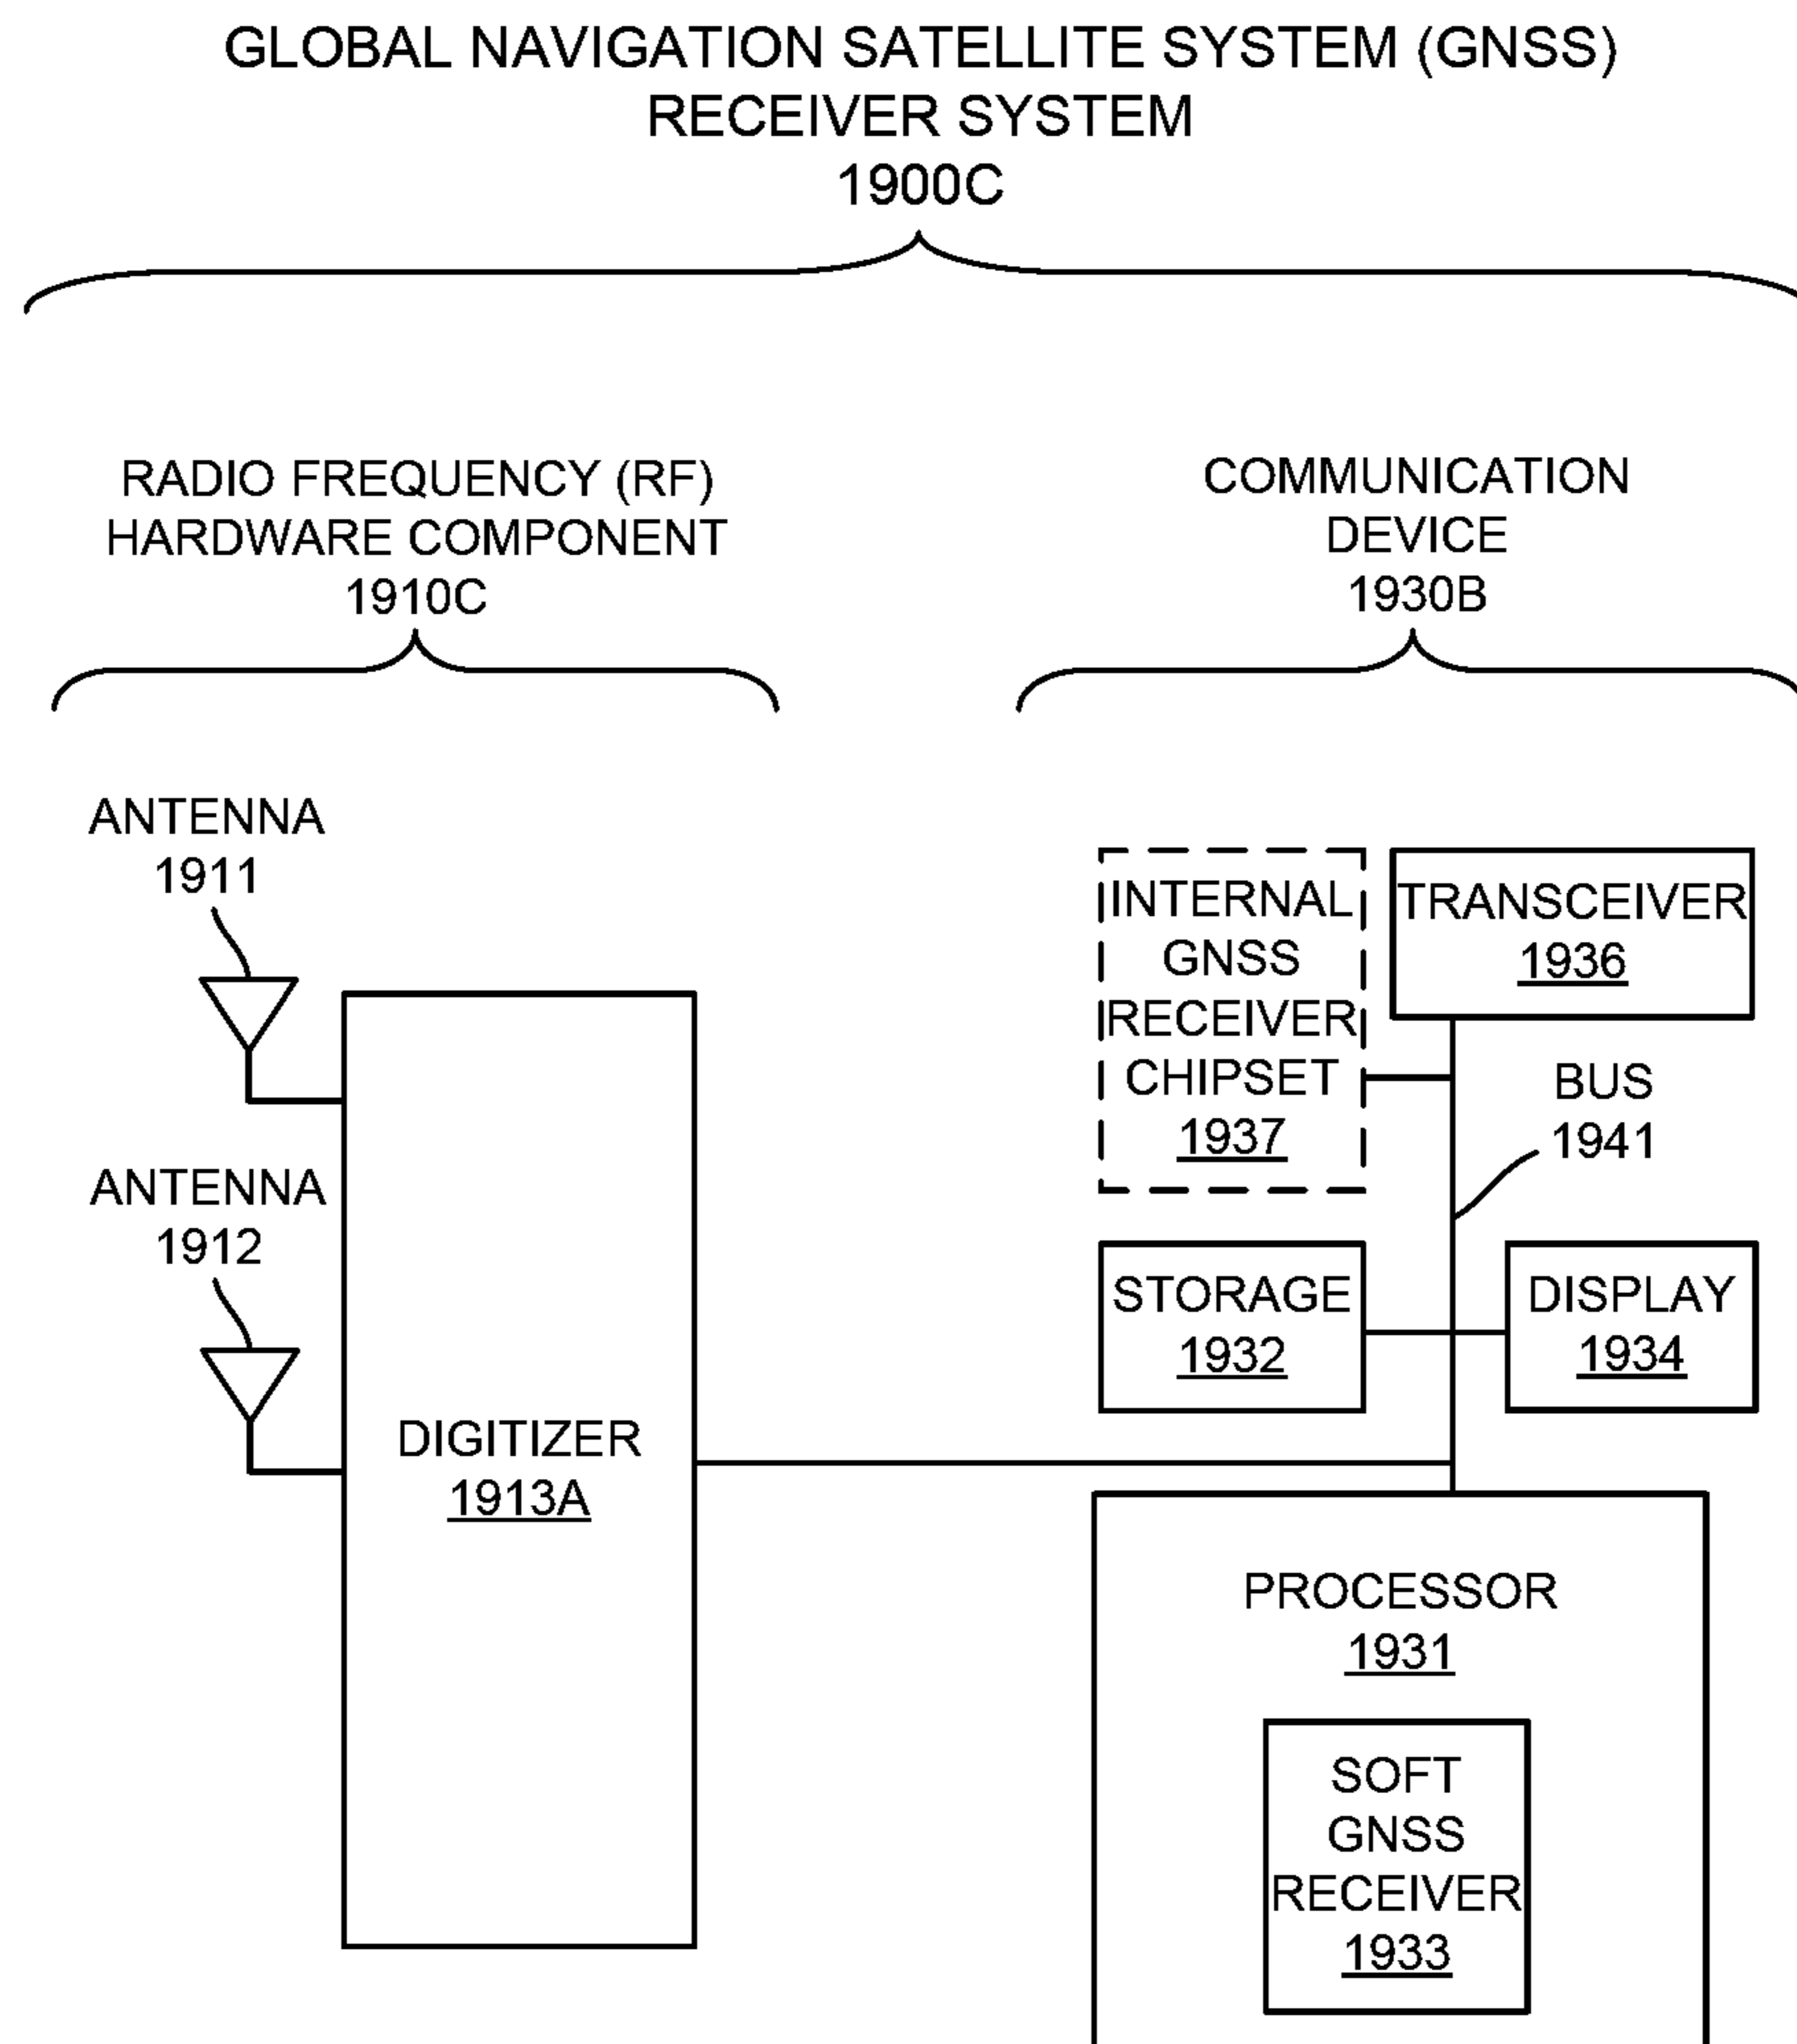 GLOBAL NAVIGATION SATELLITE SYSTEM (GNSS)
RECEIVER SYSTEM
1900C
RADIO FREQUENCY (RF)
HARDWARE COMPONENT
1910C
COMMUNICATION
DEVICE
1930B
ANTENNA
1911
ANTENNA
1912
DIGITIZER
1913A
INTERNAL
GNSS
RECEIVER
CHIPSET
1937
TRANSCEIVER
1936
BUS
1941
STORAGE
1932
DISPLAY
1934
PROCESSOR
1931
SOFT
GNSS
RECEIVER
1933